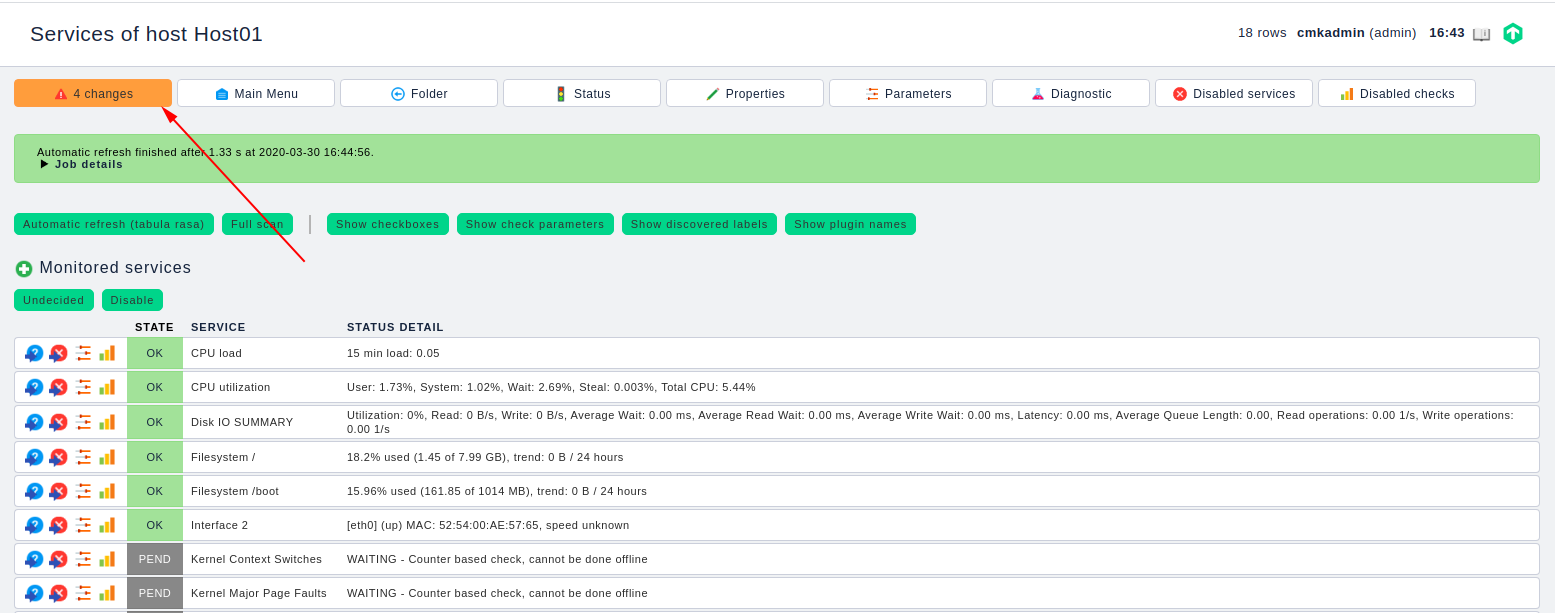 Services of host Host01
18 rows cmkadmin (admin) 16:43
4 changes Main Menu Folder Status Properties Parameters Diagnostic Disabled services Disabled checks
Automatic refresh finished after 1.33 s at 2020-03-30 16:44:56.
Job details
Automatic refresh (tabula rasa) Full scan Show checkboxes Show check parameters Show discovered labels Show plugin names
Monitored services
Undecided Disable
STATE SERVICE STATUS DETAIL
OK CPU load 15 min load: 0.05
OK CPU utilization User: 1.73%, System: 1.02%, Wait: 2.69%, Steal: 0.003%, Total CPU: 5.44%
OK Disk IO SUMMARY Utilization: 0%, Read: 0 B/s, Write: 0 B/s, Average Wait: 0.00 ms, Average Read Wait: 0.00 ms, Average Write Wait: 0.00 ms, Latency: 0.00 ms, Average Queue Length: 0.00, Read operations: 0.00 1/s, Write operations:
0.00 1/s
OK Filesystem / 18.2% used (1.45 of 7.99 GB), trend: 0 B / 24 hours
OK Filesystem /boot 15.96% used (161.85 of 1014 MB), trend: 0 B / 24 hours
OK Interface 2 [eth0] (up) MAC: 52:54:00:AE:57:65, speed unknown
PEND Kernel Context Switches WAITING - Counter based check, cannot be done offline
PEND Kernel Major Page Faults WAITING - Counter based check, cannot be done offline